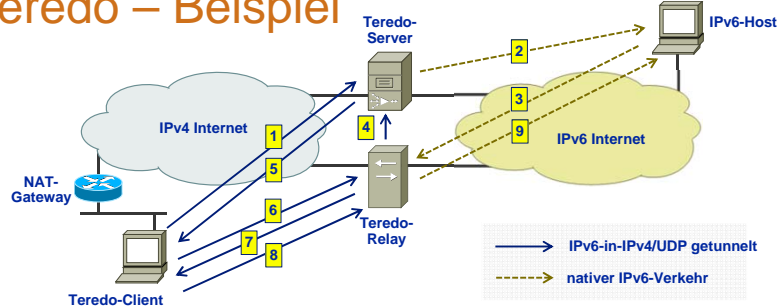 eredo – Beispiel
Teredo-
Server
IPv6-Host
2
3
9
4
IPv4 Internet
1
5
IPv6 Internet
NAT-
Gateway
6
7
8
Teredo-
Relay
Teredo-Client
IPv6-in-IPv4/UDP getunnelt
nativer IPv6-Verkehr